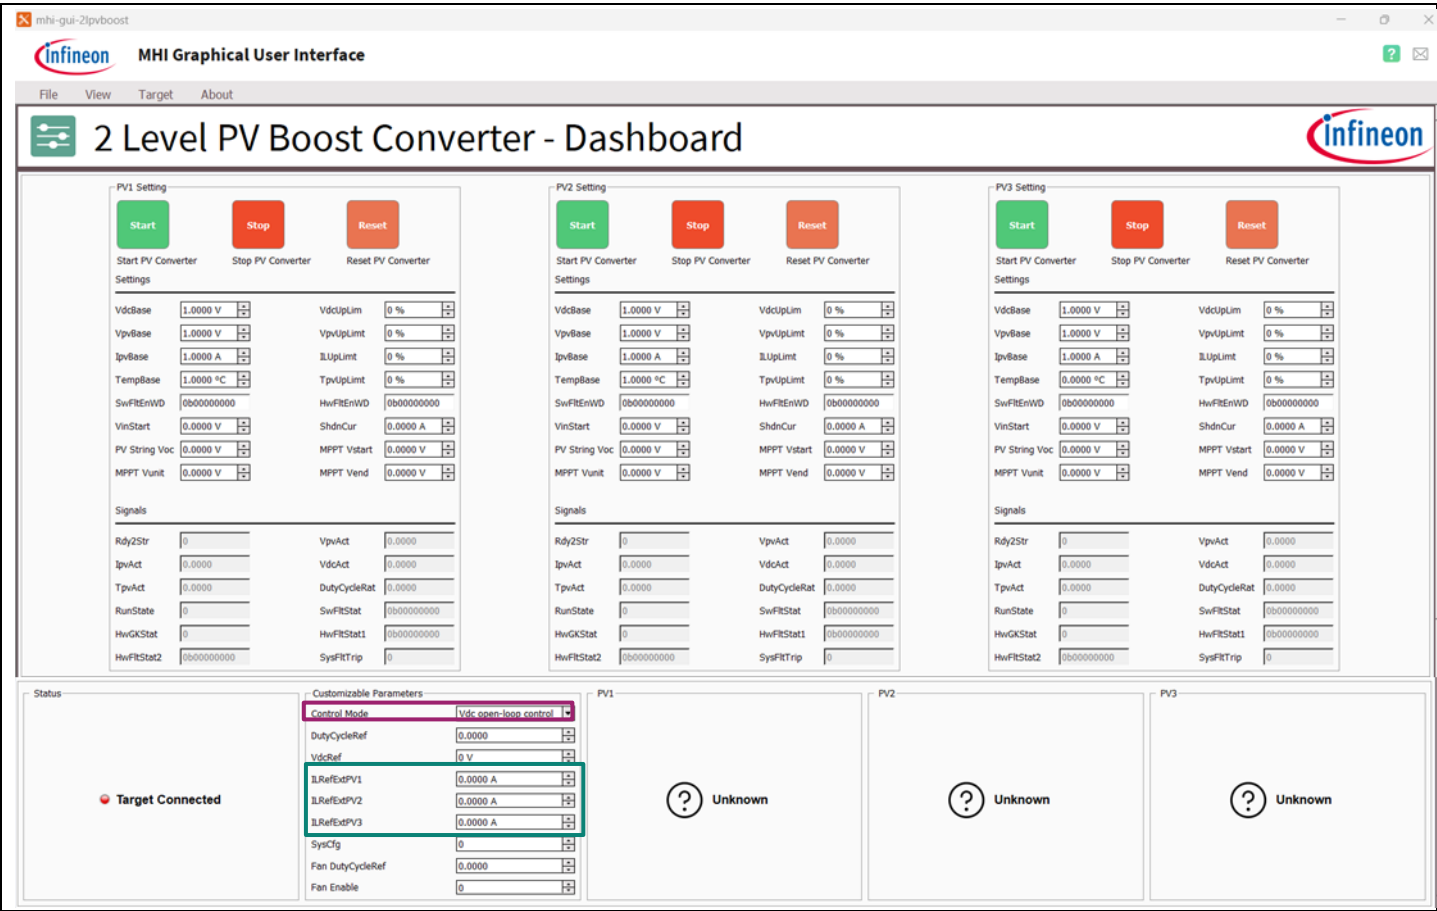 mhi-gui-2lpvboost
infineon MHI Graphical User Interface ?
File View Target About
2 Level PV Boost Converter - Dashboard infineon
PV1 Setting PV2 Setting PV3 Setting
Start Stop Reset Start Stop Reset Start Stop Reset
Start PV Converter Stop PV Converter Reset PV Converter Start PV Converter Stop PV Converter Reset PV Converter Start PV Converter Stop PV Converter Reset PV Converter
Settings Settings Settings
VdcBase 1.0000 V VdcUpLim 0 % VdcBase 1.0000 V VdcUpLim 0 % VdcBase 1.0000 V VdcUpLim 0 %
VpvBase 1.0000 V VpvUpLimt 0 % VpvBase 1.0000 V VpvUpLimt 0 % VpvBase 1.0000 V VpvUpLimt 0 %
IpvBase 1.0000 A ILUpLimt 0 % IpvBase 1.0000 A ILUpLimt 0 % IpvBase 1.0000 A ILUpLimt 0 %
TempBase 1.0000 ºC TpvUpLimt 0 % TempBase 1.0000 ºC TpvUpLimt 0 % TempBase 0.0000 ºC TpvUpLimt 0 %
SwFltEnWD 0b00000000 HwFltEnWD 0b00000000 SwFltEnWD 0b00000000 HwFltEnWD 0b00000000 SwFltEnWD 0b00000000 HwFltEnWD 0b00000000
VinStart 0.0000 V ShdnCur 0.0000 A VinStart 0.0000 V ShdnCur 0.0000 A VinStart 0.0000 V ShdnCur 0.0000 A
PV String Voc 0.0000 V MPPT Vstart 0.0000 V PV String Voc 0.0000 V MPPT Vstart 0.0000 V PV String Voc 0.0000 V MPPT Vstart 0.0000 V
MPPT Vunit 0.0000 V MPPT Vend 0.0000 V MPPT Vunit 0.0000 V MPPT Vend 0.0000 V MPPT Vunit 0.0000 V MPPT Vend 0.0000 V
Signals Signals Signals
Rdy2Str 0 VpvAct 0.0000 Rdy2Str 0 VpvAct 0.0000 Rdy2Str 0 VpvAct 0.0000
IpvAct 0.0000 VdcAct 0.0000 IpvAct 0.0000 VdcAct 0.0000 IpvAct 0.0000 VdcAct 0.0000
TpvAct 0.0000 DutyCycleRat 0.0000 TpvAct 0.0000 DutyCycleRat 0.0000 TpvAct 0.0000 DutyCycleRat 0.0000
RunState 0 SwFltStat 0b00000000 RunState 0 SwFltStat 0b00000000 RunState 0 SwFltStat 0b00000000
HwGKStat 0 HwFltStat1 0b00000000 HwGKStat 0 HwFltStat1 0b00000000 HwGKStat 0 HwFltStat1 0b00000000
HwFltStat2 0b00000000 SysFltTrip 0 HwFltStat2 0b00000000 SysFltTrip 0 HwFltStat2 0b00000000 SysFltTrip 0
Status Customizable Parameters PV1 PV2 PV3
Control Mode Vdc open-loop control
DutyCycleRef 0.0000
VdcRef 0 V
ILRefExtPV1 0.0000 A
Target Connected ILRefExtPV2 0.0000 A ? Unknown ? Unknown ? Unknown
ILRefExtPV3 0.0000 A
SysCfg 0
Fan DutyCycleRef 0.0000
Fan Enable 0